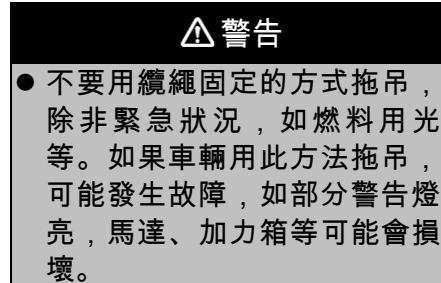 ⚠警告
● 不要用纜繩固定的方式拖吊，
除非緊急狀況，如燃料用光
等。如果車輛用此方法拖吊，
可能發生故障，如部分警告燈
亮，馬達、加力箱等可能會損
壞。